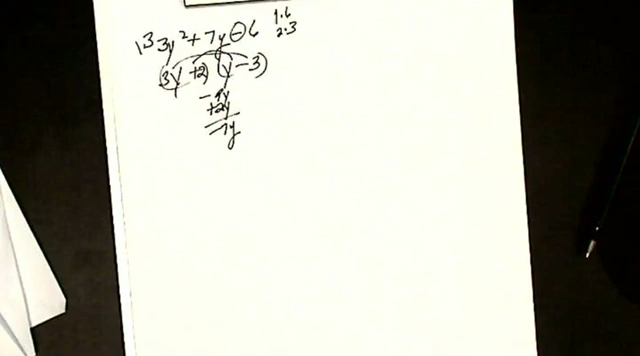 13 3y² + 7y - 6
1·6
2·3
(3y + 2) (y - 3)
- 9y
+2y
-7y